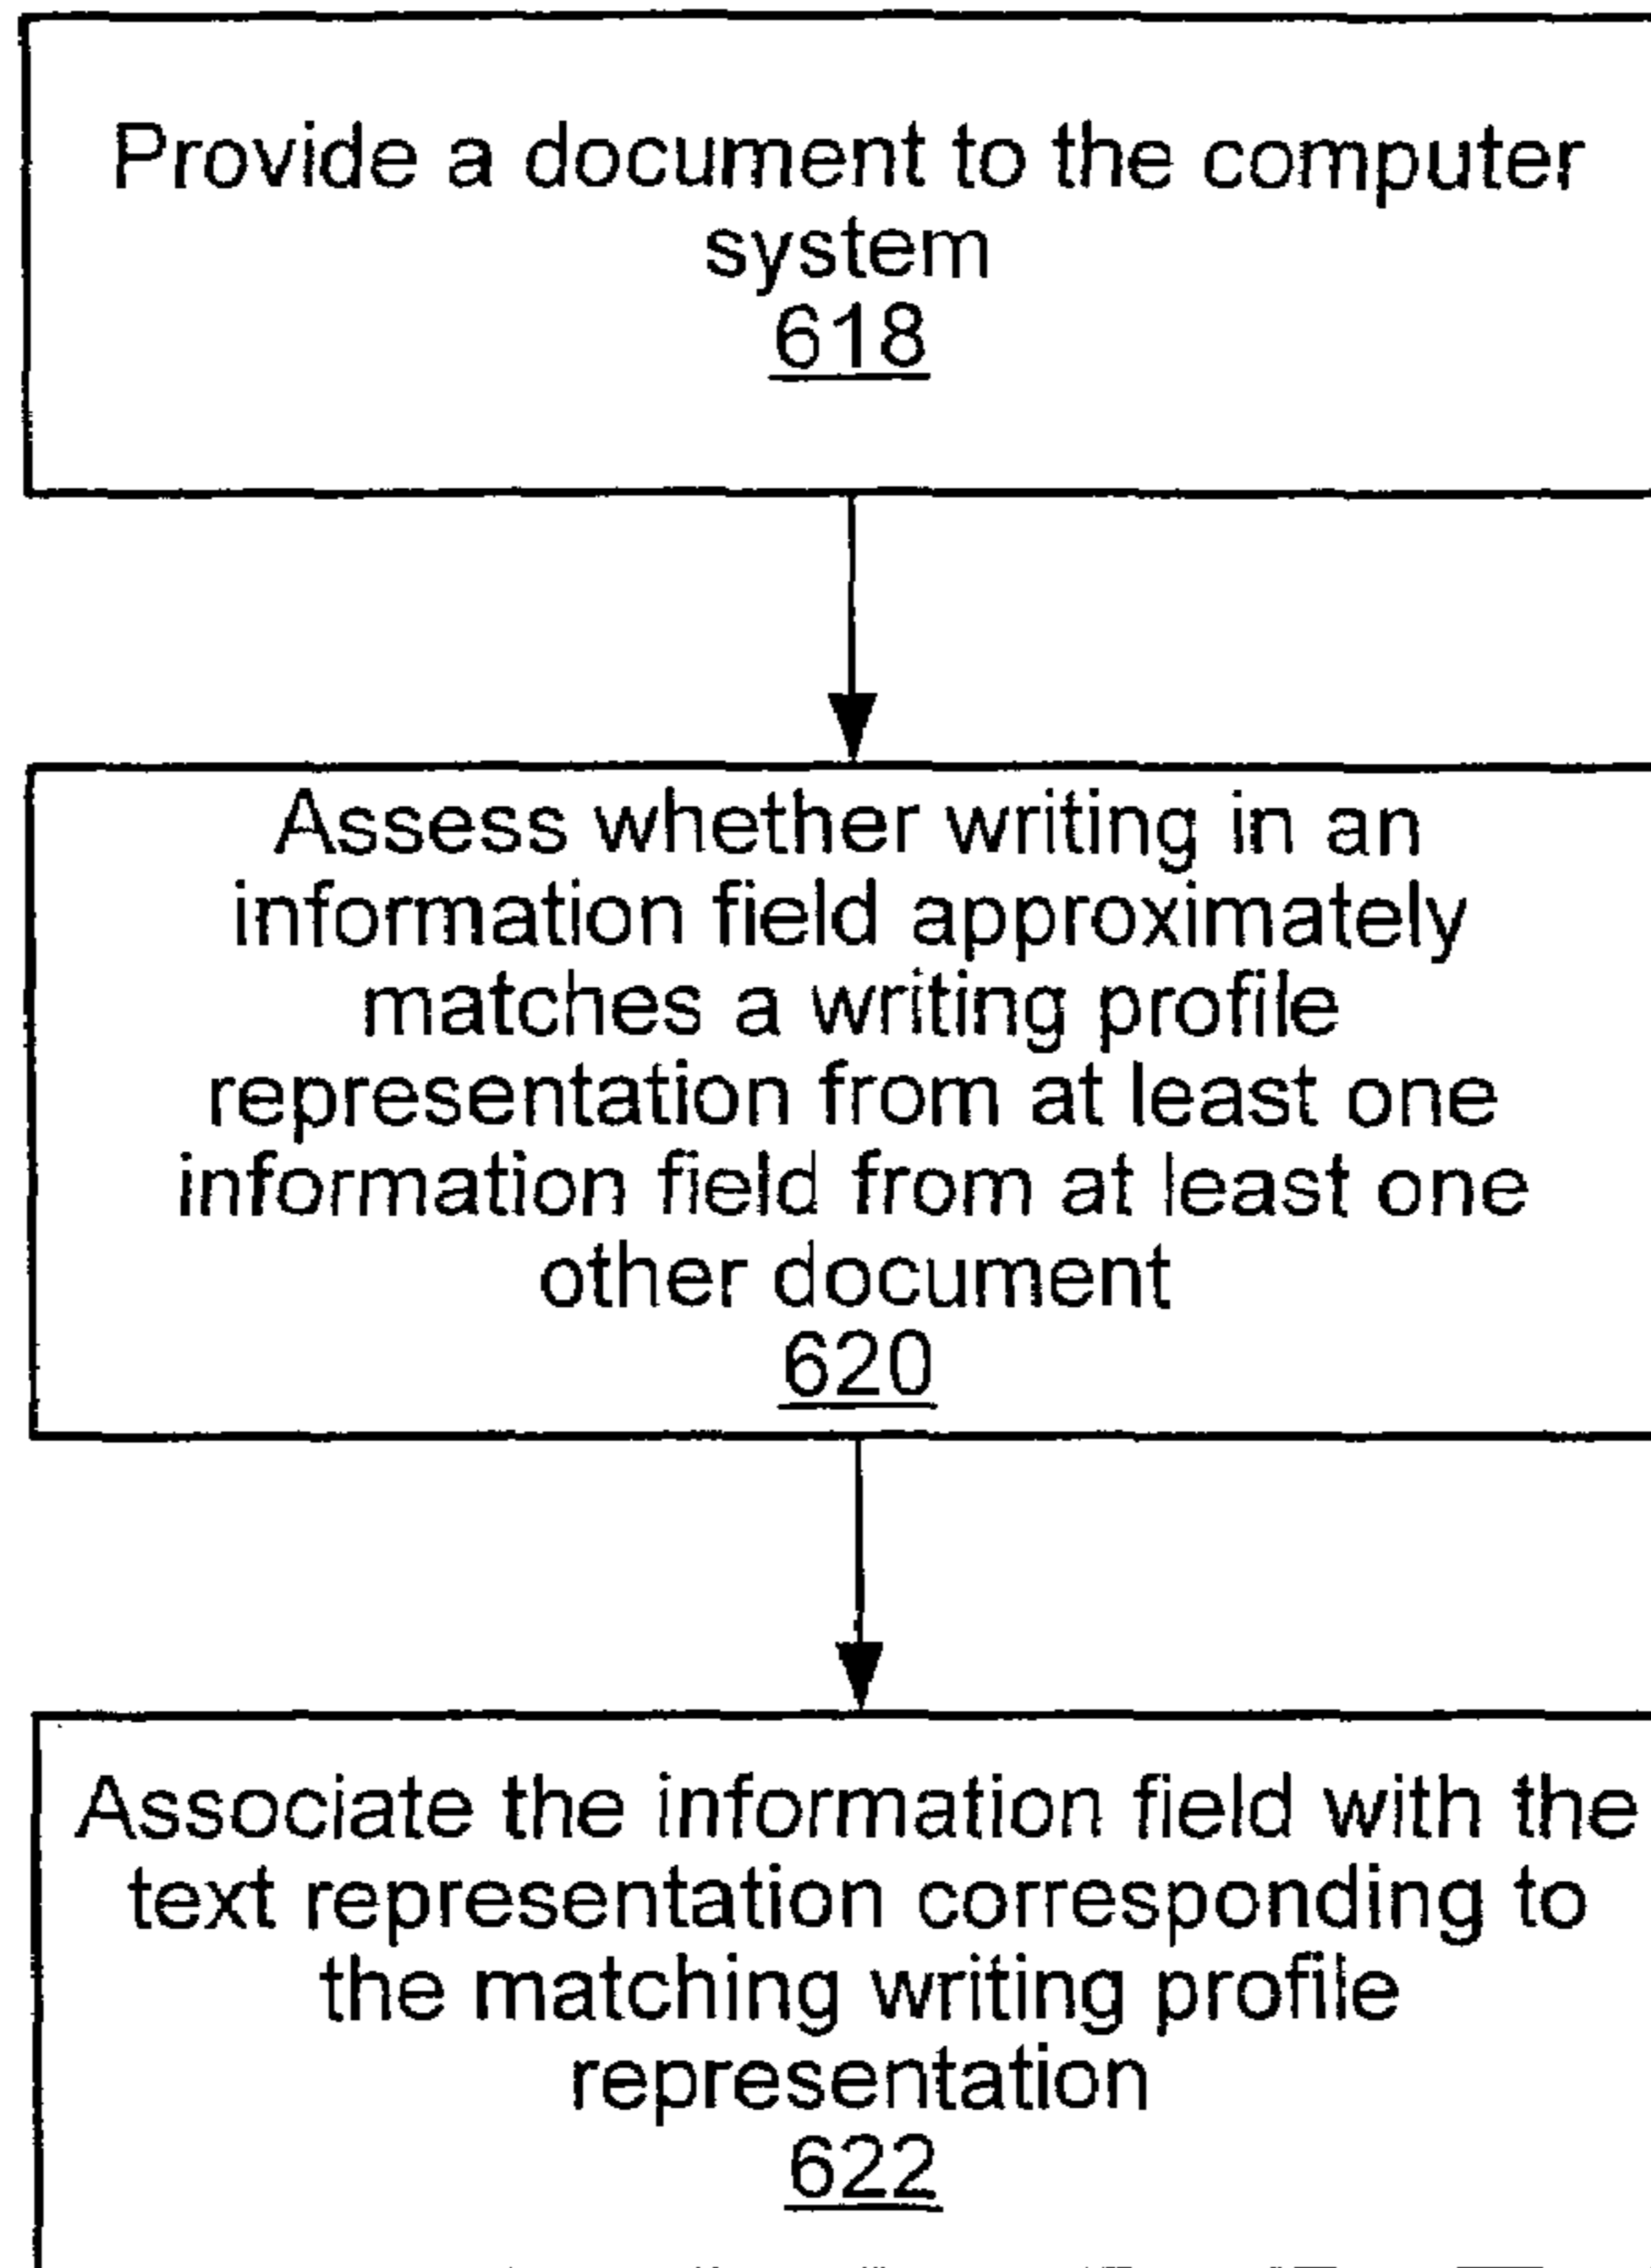 Provide a document to the computer
system
618
Assess whether writing in an
information field approximately
matches a writing profile
representation from at least one
information field from at least one
other document
620
Associate the information field with the
text representation corresponding to
the matching writing profile
representation
622